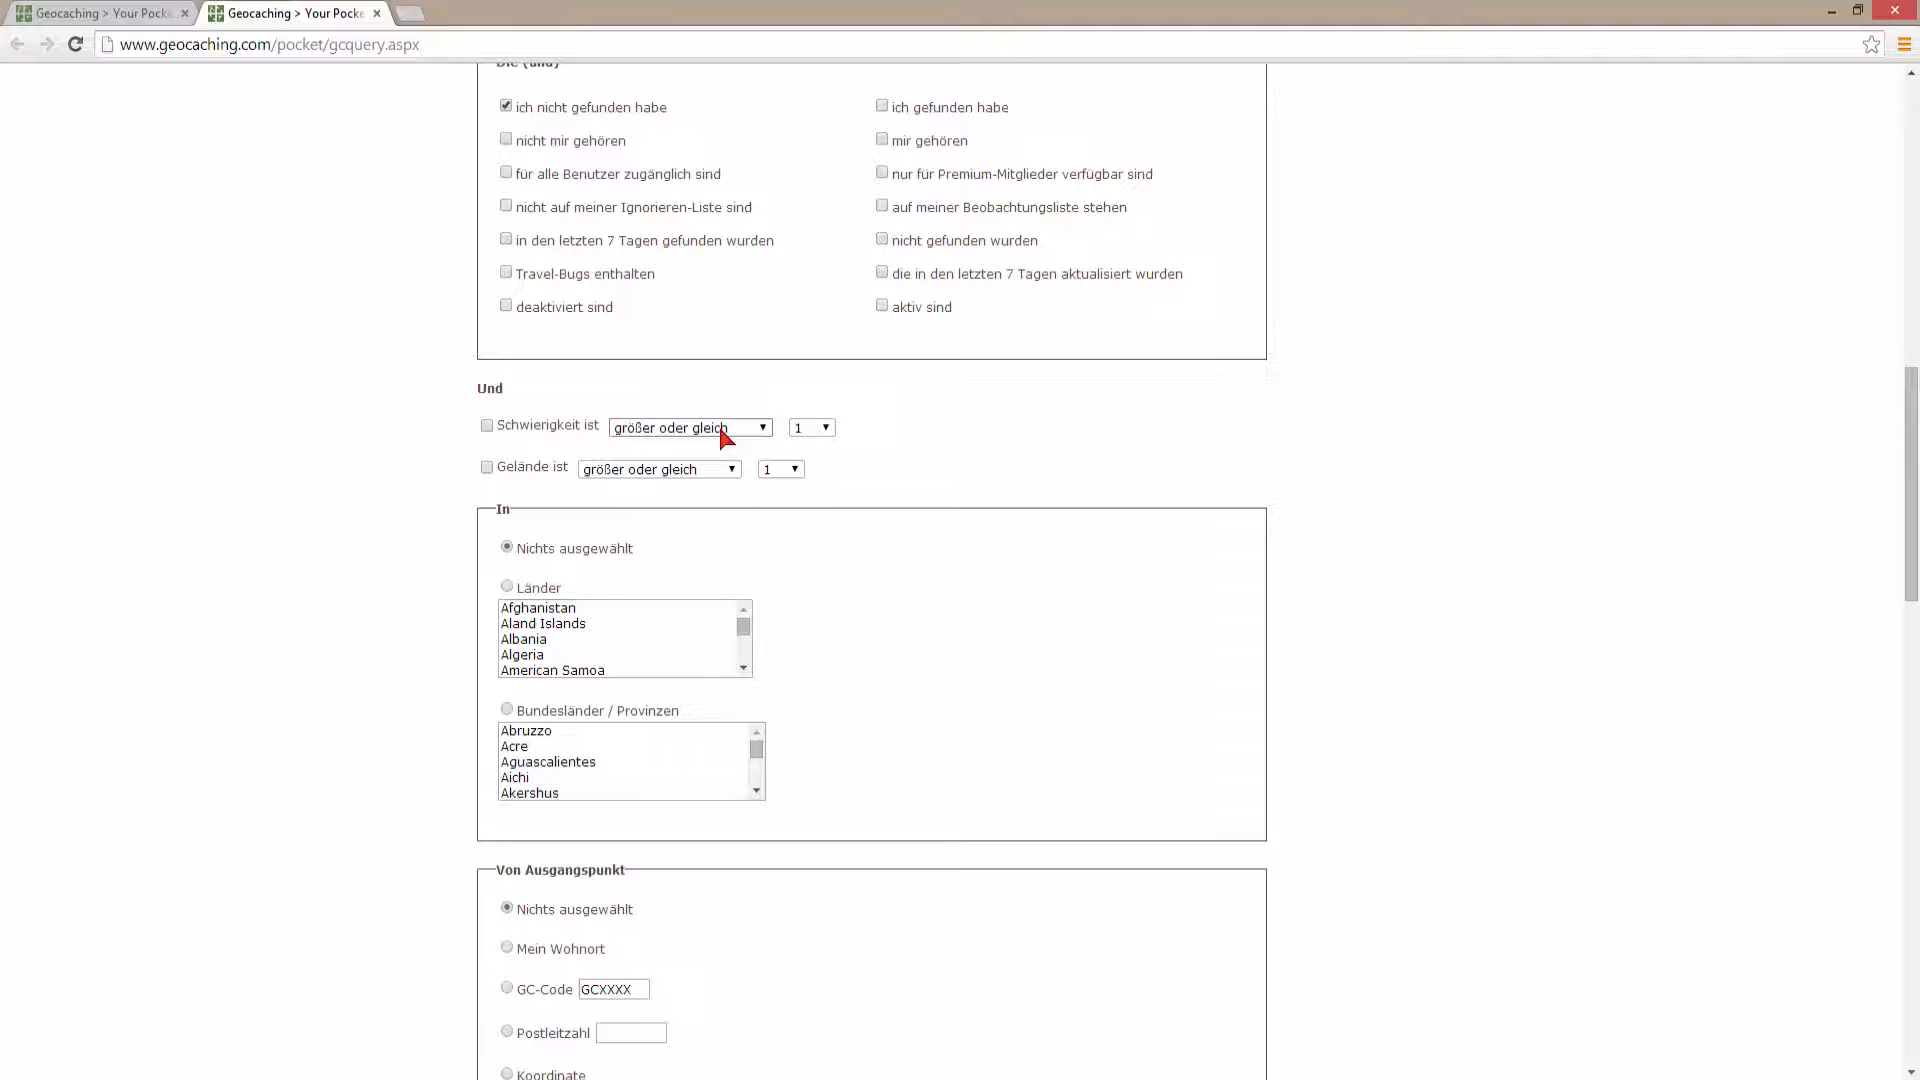 Geocaching > Your Pocke
Geocaching > Your Pocke
www.geocaching.com/pocket/gcquery.aspx
Die (und)
ich nicht gefunden habe
ich gefunden habe
nicht mir gehören
mir gehören
für alle Benutzer zugänglich sind
nur für Premium-Mitglieder verfügbar sind
nicht auf meiner Ignorieren-Liste sind
auf meiner Beobachtungsliste stehen
in den letzten 7 Tagen gefunden wurden
nicht gefunden wurden
Travel-Bugs enthalten
die in den letzten 7 Tagen aktualisiert wurden
deaktiviert sind
aktiv sind
Und
Schwierigkeit ist größer oder gleich 1
Gelände ist größer oder gleich 1
In
Nichts ausgewählt
Länder
Afghanistan
Aland Islands
Albania
Algeria
American Samoa
Bundesländer / Provinzen
Abruzzo
Acre
Aguascalientes
Aichi
Akershus
Von Ausgangspunkt
Nichts ausgewählt
Mein Wohnort
GC-Code GCXXXX
Postleitzahl
Koordinate